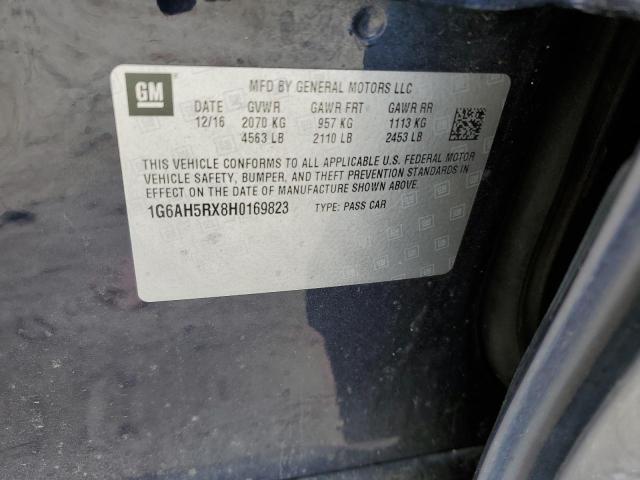 GM
MFD BY GENERAL MOTORS LLC
DATE GVWR GAWR FRT GAWR RR
12/16 2070 KG 957 KG 1113 KG
4563 LB 2110 LB 2453 LB
THIS VEHICLE CONFORMS TO ALL APPLICABLE U.S. FEDERAL MOTOR
VEHICLE SAFETY, BUMPER, AND THEFT PREVENTION STANDARDS IN
EFFECT ON THE DATE OF MANUFACTURE SHOWN ABOVE.
1G6AH5RX8H0169823 TYPE: PASS CAR